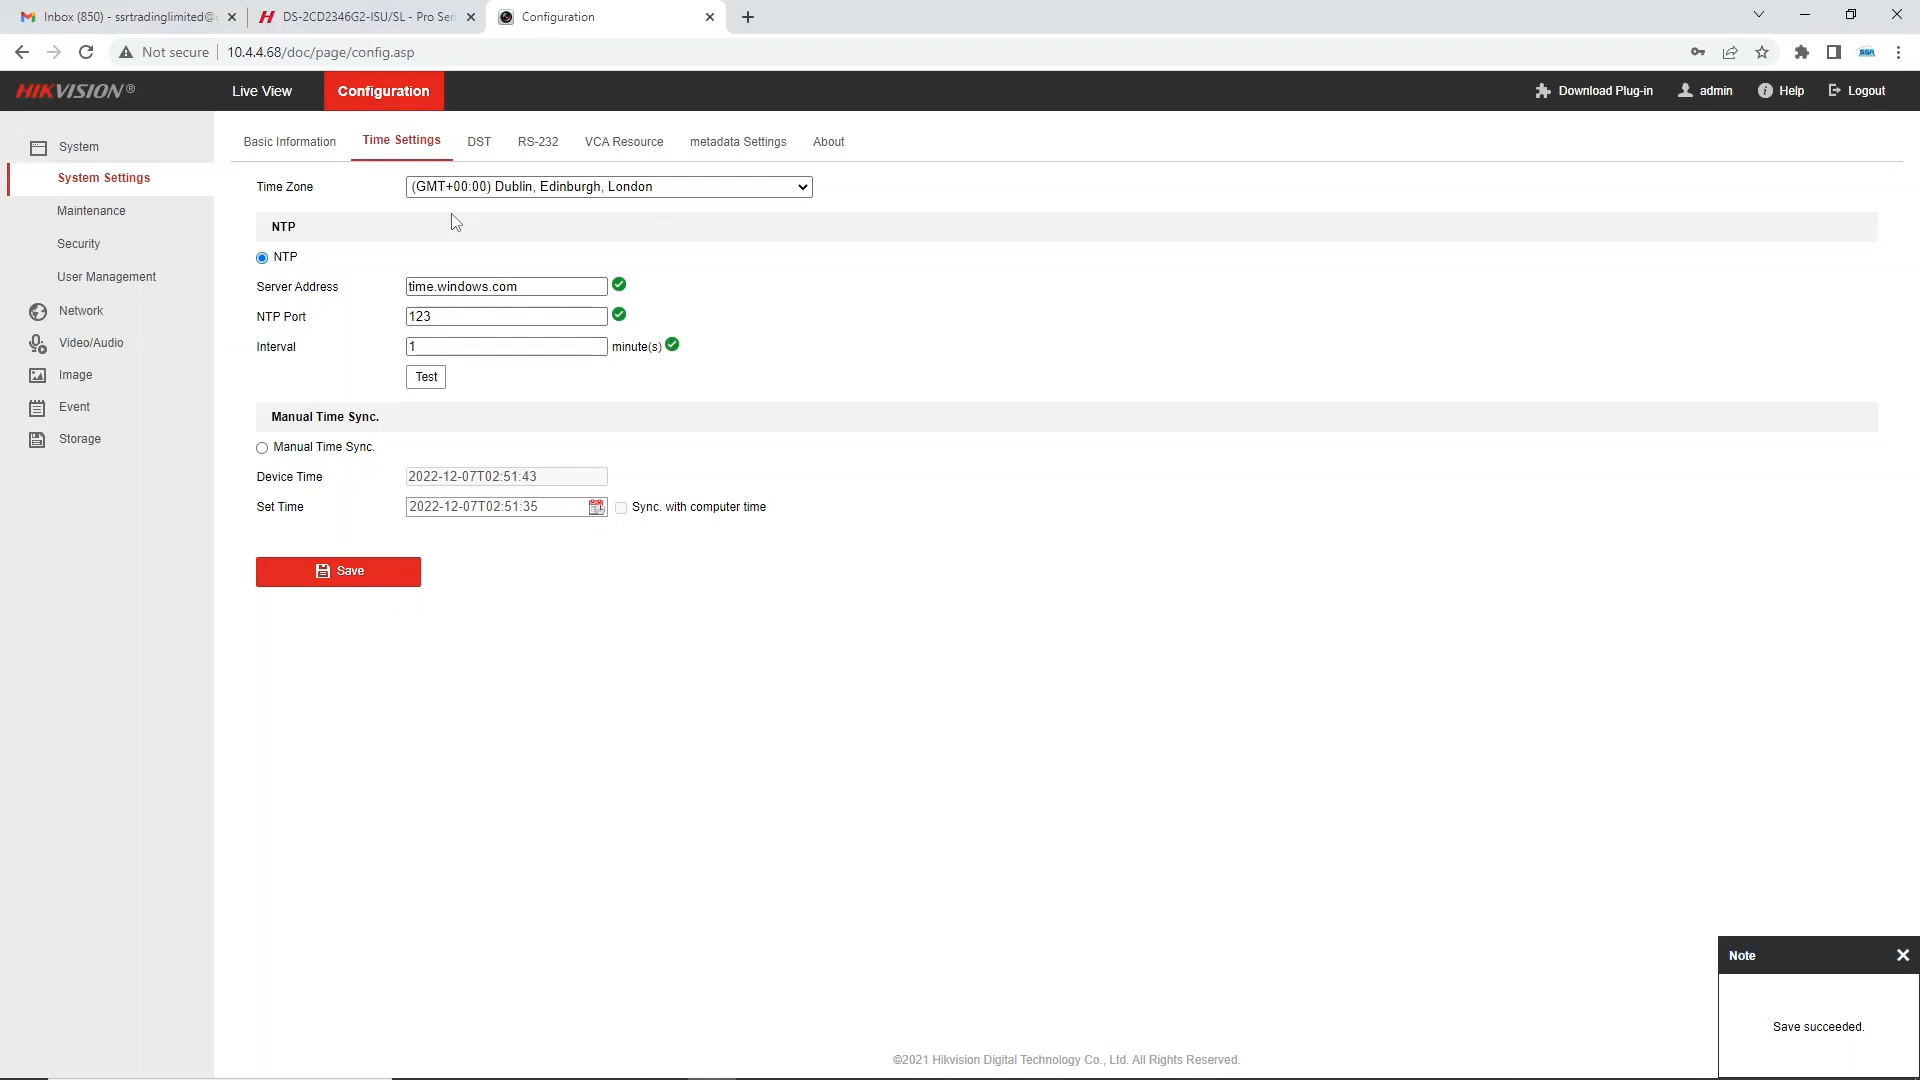 Inbox (850) - ssrtradinglimited@
DS-2CD2346G2-ISU/SL - Pro Ser
Configuration
Not secure
10.4.4.68/doc/page/config.asp
HIKVISION®
Live View
Configuration
Download Plug-in
admin
Help
Logout
System
System Settings
Maintenance
Security
User Management
Network
Video/Audio
Image
Event
Storage
Basic Information
Time Settings
DST
RS-232
VCA Resource
metadata Settings
About
Time Zone
(GMT+00:00) Dublin, Edinburgh, London
NTP
NTP
Server Address
time.windows.com
NTP Port
123
Interval
1
minute(s)
Test
Manual Time Sync.
Manual Time Sync.
Device Time
2022-12-07T02:51:43
Set Time
2022-12-07T02:51:35
Sync. with computer time
Save
Note
Save succeeded.
©2021 Hikvision Digital Technology Co., Ltd. All Rights Reserved.